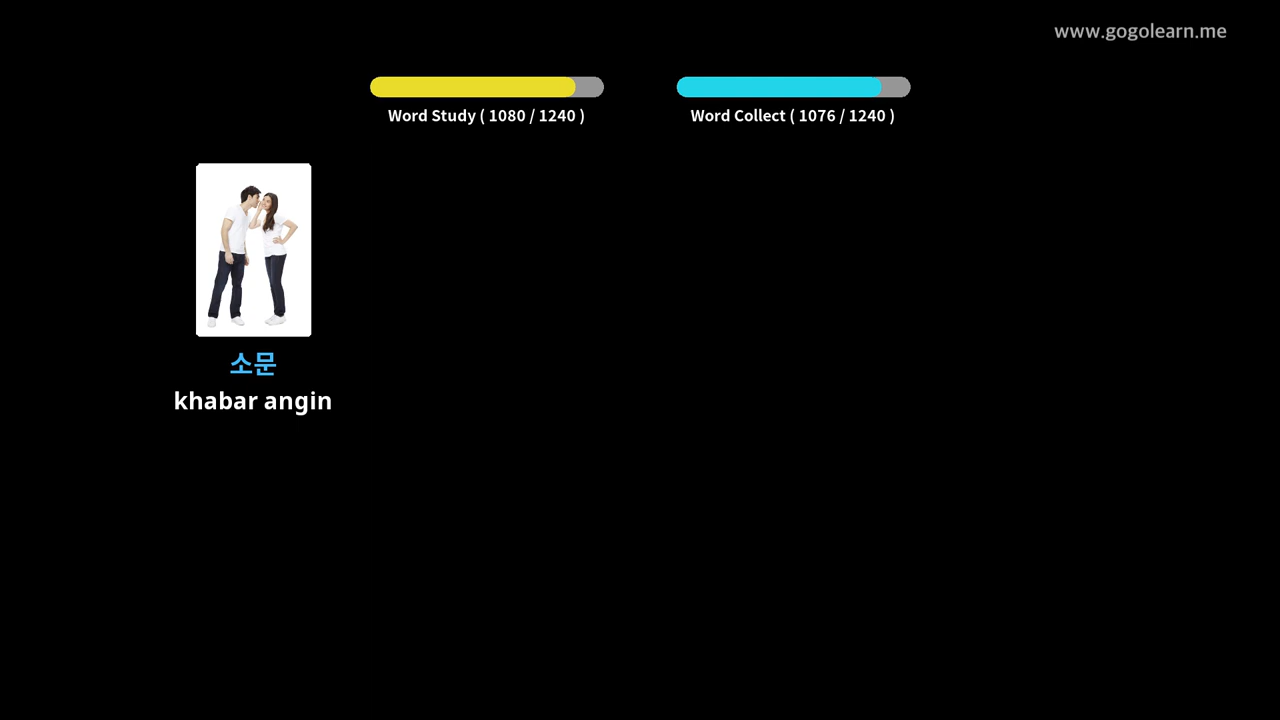 www.gogolearn.me
Word Study ( 1080 / 1240 )
Word Collect ( 1076 / 1240 )
소문
khabar angin